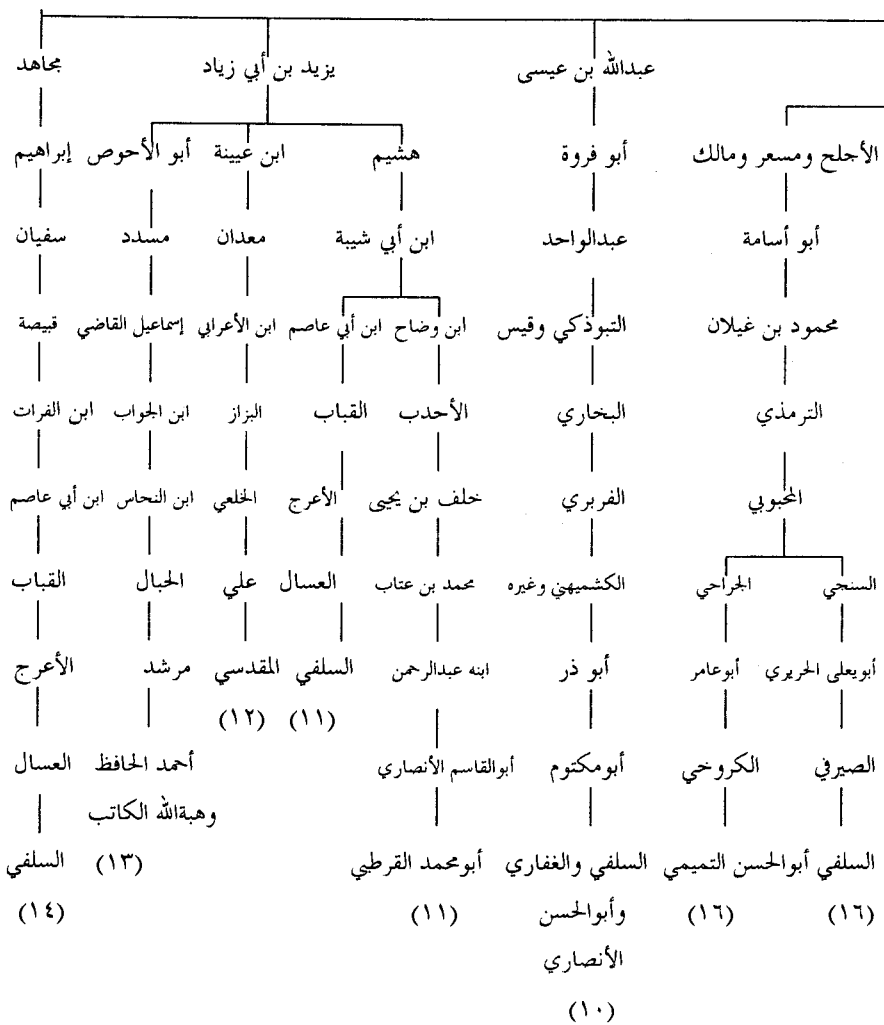 عبدالله بن عيسى يزيد بن أبي زياد مجاهد
الأجلح ومسعر ومالك أبو فروة هشيم ابن عيينة أبو الأحوص إبراهيم
أبو أسامة عبدالواحد ابن أبي شيبة معدان مسدد سفيان
محمود بن غيلان التبوذكي وقيس ابن وضاح ابن أبي عاصم ابن الأعرابي إسماعيل القاضي قبيصة
الترمذي البخاري الأحدب القباب البزاز ابن الجواب ابن الفرات
المحبوبي الفربري خلف بن يحيى الأعرج الخلعي ابن النحاس ابن أبي عاصم
السنجي الجراحي الكشميهني وغيره محمد بن عتاب العسال علي الحبال القباب
أبويعلى الحريري أبوعامر أبو ذر ابنه عبدالرحمن السلفي المقدسي مرشد الأعرج
(١١) (١٢)
الصيرفي الكروخي أبومكتوم أبوالقاسم الأنصاري أحمد الحافظ العسال
وهبةالله الكاتب
السلفي أبوالحسن التميمي السلفي والغفاري أبومحمد القرطبي (١٣) السلفي
(١٦) (١٦) وأبوالحسن (١١) (١٤)
الأنصاري
(١٠)